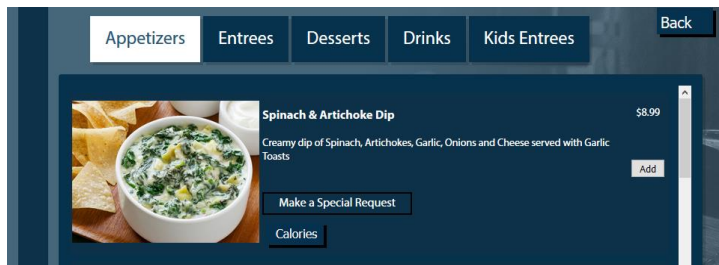 Back
Appetizers Entrees Desserts Drinks Kids Entrees
Spinach & Artichoke Dip $8.99
Creamy dip of Spinach, Artichokes, Garlic, Onions and Cheese served with Garlic
Toasts
Add
Make a Special Request
Calories